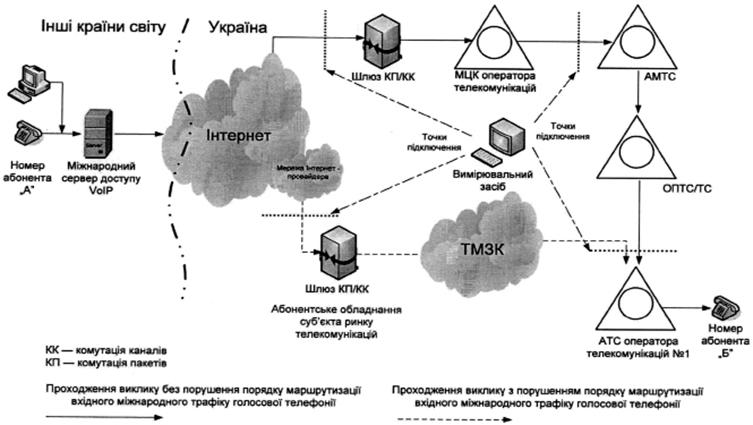 Інші країни світу
Україна
Шлюз КП/КК
МЦК оператора
телекомунікацій
АМТС
Інтернет
Точки
підключення
Точки
підключення
Server
Номер
абонента
„А"
Міжнародний
сервер доступу
VoIP
Мережа Інтернет -
провайдера
Вимірювальний
засіб
ОПТС/ТС
ТМЗК
Шлюз КП/КК
Абонентське обладнання
суб'єкта ринку
телекомунікацій
АТС оператора
телекомунікацій №1
Номер
абонента
„Б"
КК — комутація каналів
КП — комутація пакетів
Проходження виклику без порушення порядку маршрутизації
вхідного міжнародного трафіку голосової телефонії
Проходження виклику з порушенням порядку маршрутизації
вхідного міжнародного трафіку голосової телефонії